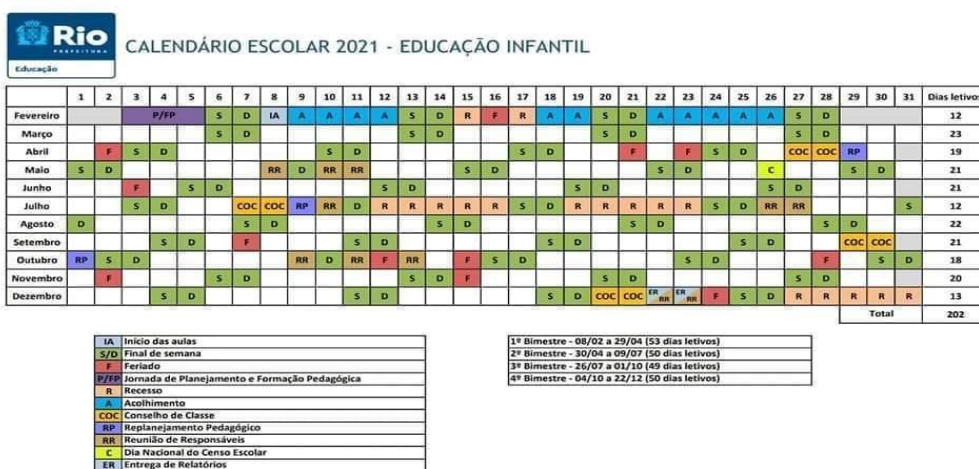 Rio
PREFEITURA
Educação
CALENDÁRIO ESCOLAR 2021 - EDUCAÇÃO INFANTIL
1 2 3 4 5 6 7 8 9 10 11 12 13 14 15 16 17 18 19 20 21 22 23 24 25 26 27 28 29 30 31 Dias letivos
Fevereiro P/FP S D IA A A A A S D R F R A A S D A A A A A S D 12
Março S D S D S D S D 23
Abril F S D S D S D F F S D COC COC RP 19
Maio S D RR D RR RR S D S D C S D 21
Junho F S D S D S D S D 21
Julho S D COC COC RP RR D R R R R R S D R R R R R S D RR RR S 12
Agosto D S D S D S D S D 22
Setembro S D F S D S D S D COC COC 21
Outubro RP S D RR D RR F RR F S D S D F S D 18
Novembro F S D S D F S D S D 20
Dezembro S D S D S D COC COC ER RR ER RR F S D R R R R R 13
Total 202
IA Início das aulas
S/D Final de semana
F Feriado
P/FP Jornada de Planejamento e Formação Pedagógica
R Recesso
A Acolhimento
COC Conselho de Classe
RP Replanejamento Pedagógico
RR Reunião de Responsáveis
C Dia Nacional do Censo Escolar
ER Entrega de Relatórios
1º Bimestre - 08/02 a 29/04 (53 dias letivos)
2º Bimestre - 30/04 a 09/07 (50 dias letivos)
3º Bimestre - 26/07 a 01/10 (49 dias letivos)
4º Bimestre - 04/10 a 22/12 (50 dias letivos)